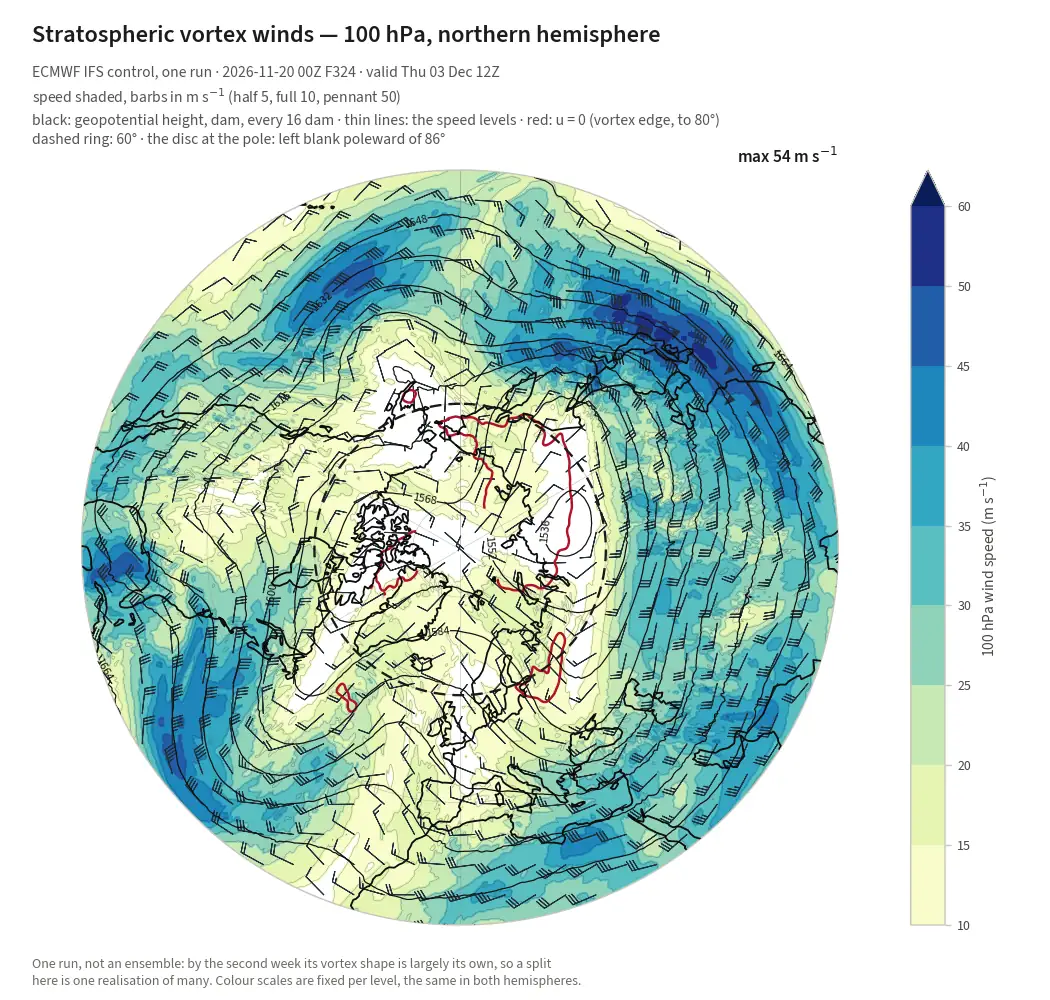 Stratospheric vortex winds — 100 hPa, northern hemisphere
ECMWF IFS control, one run · 2026-11-20 00Z F324 · valid Thu 03 Dec 12Z
speed shaded, barbs in m s⁻¹ (half 5, full 10, pennant 50)
black: geopotential height, dam, every 16 dam · thin lines: the speed levels · red: u = 0 (vortex edge, to 80°)
dashed ring: 60° · the disc at the pole: left blank poleward of 86°
max 54 m s⁻¹
60
50
45
40
35
30
25
20
15
10
100 hPa wind speed (m s⁻¹)
1648
1632
1664
1616
1568
1536
1584
1664
One run, not an ensemble: by the second week its vortex shape is largely its own, so a split
here is one realisation of many. Colour scales are fixed per level, the same in both hemispheres.